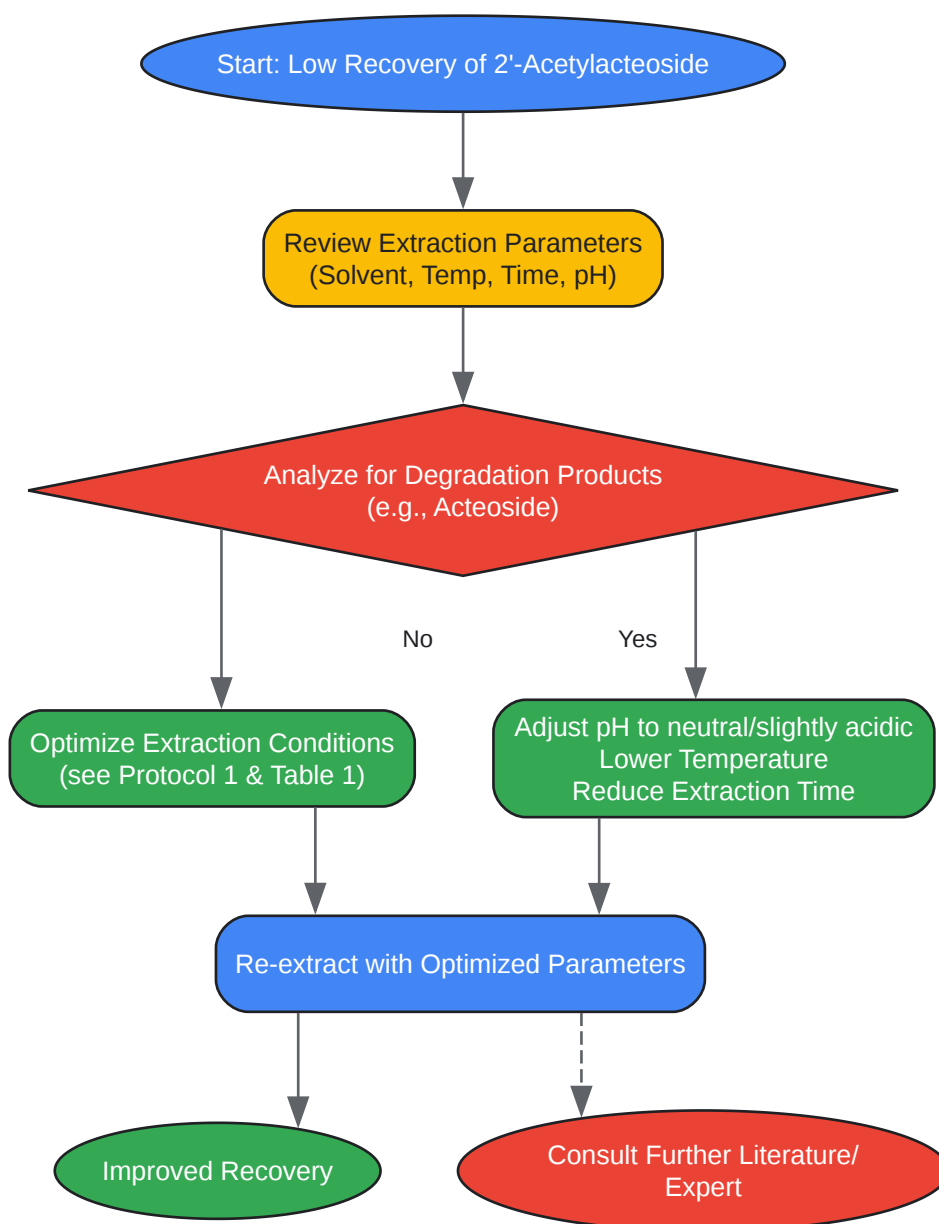 Start: Low Recovery of 2'-Acetylacteoside
Review Extraction Parameters
(Solvent, Temp, Time, pH)
Analyze for Degradation Products
(e.g., Acteoside)
No
Yes
Optimize Extraction Conditions
(see Protocol 1 & Table 1)
Adjust pH to neutral/slightly acidic
Lower Temperature
Reduce Extraction Time
Re-extract with Optimized Parameters
Improved Recovery
Consult Further Literature/
Expert